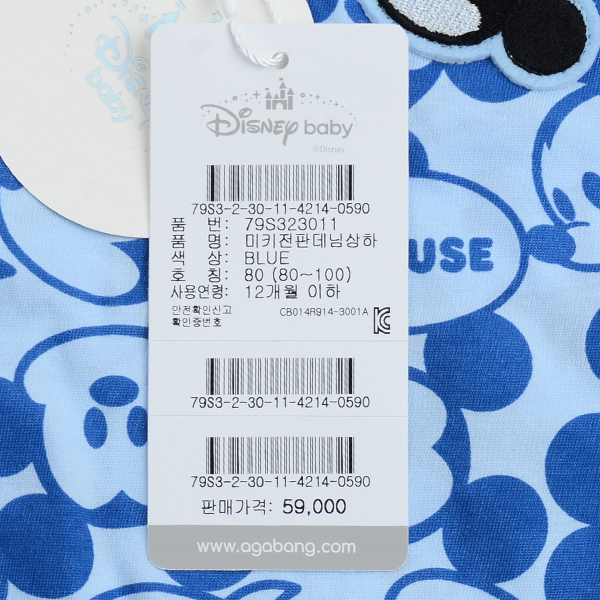 Disney baby
Disney baby
©Disney
79S3-2-30-11-4214-0590
품 번: 79S323011
품 명: 미키전판데님상하
색 상: BLUE
호 칭: 80 (80~100)
사용연령: 12개월 이하
안전확인신고
확인증번호 CB014R914-3001A
79S3-2-30-11-4214-0590
79S3-2-30-11-4214-0590
판매가격: 59,000
www.agabang.com
OUSE